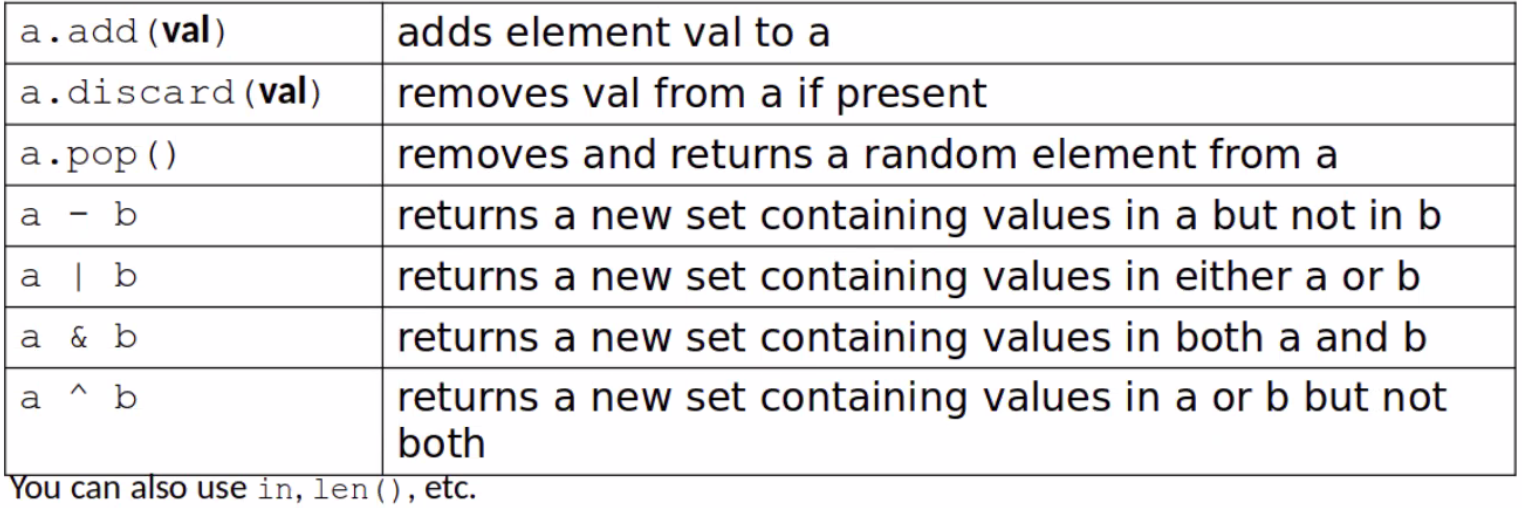 a.add(val) adds element val to a
a.discard(val) removes val from a if present
a.pop() removes and returns a random element from a
a - b returns a new set containing values in a but not in b
a | b returns a new set containing values in either a or b
a & b returns a new set containing values in both a and b
a ^ b returns a new set containing values in a or b but not
both
You can also use in, len(), etc.